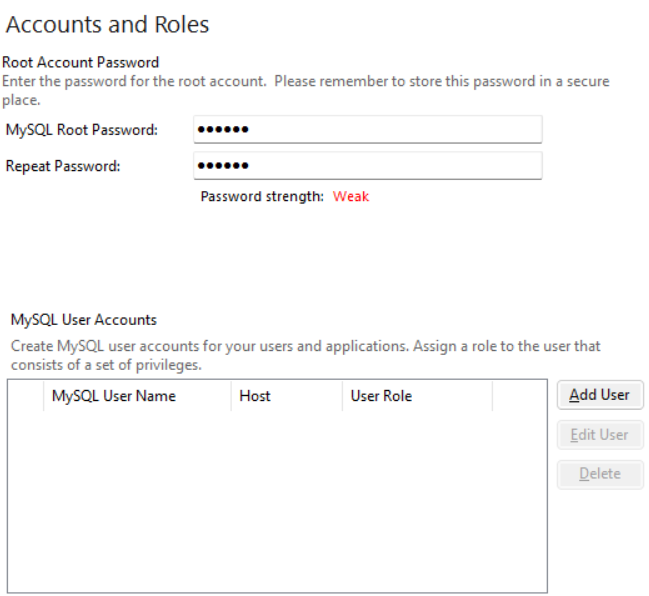 Accounts and Roles
Root Account Password
Enter the password for the root account.  Please remember to store this password in a secure
place.
MySQL Root Password: ●●●●●●
Repeat Password: ●●●●●●
Password strength: Weak
MySQL User Accounts
Create MySQL user accounts for your users and applications. Assign a role to the user that
consists of a set of privileges.
MySQL User Name Host User Role
Add User
Edit User
Delete